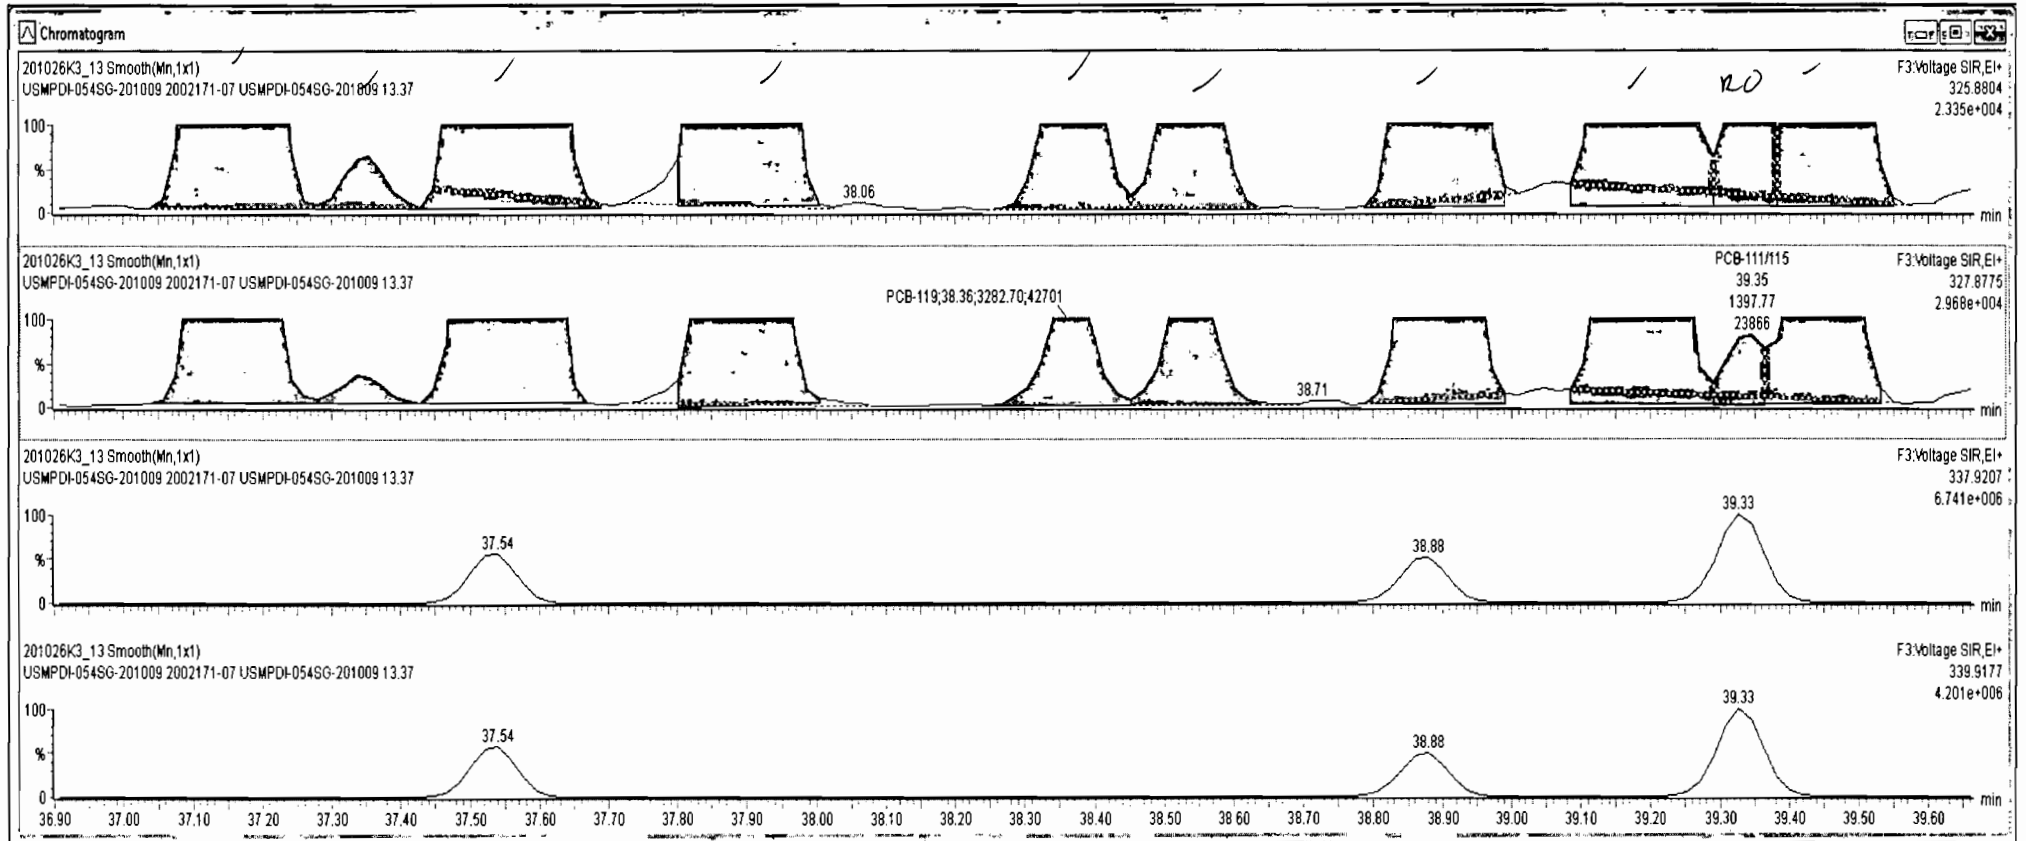 Chromatogram
201026K3_13 Smooth(Mn,1x1)
F3:Voltage SIR,EI+
USMPDI-054SG-201009 2002171-07 USMPDI-054SG-201009 13.37
325.8804
2.335e+004
RO
100
%
0
38.06
min
201026K3_13 Smooth(Mn,1x1)
PCB-111/115
F3:Voltage SIR,EI+
USMPDI-054SG-201009 2002171-07 USMPDI-054SG-201009 13.37
39.35
327.8775
PCB-119;38.36;3282.70;42701
1397.77
2.968e+004
23866
100
%
0
38.71
min
201026K3_13 Smooth(Mn,1x1)
F3:Voltage SIR,EI+
USMPDI-054SG-201009 2002171-07 USMPDI-054SG-201009 13.37
337.9207
6.741e+006
100
%
0
37.54
38.88
39.33
min
201026K3_13 Smooth(Mn,1x1)
F3:Voltage SIR,EI+
USMPDI-054SG-201009 2002171-07 USMPDI-054SG-201009 13.37
339.9177
4.201e+006
100
%
0
37.54
38.88
39.33
min
36.90 37.00 37.10 37.20 37.30 37.40 37.50 37.60 37.70 37.80 37.90 38.00 38.10 38.20 38.30 38.40 38.50 38.60 38.70 38.80 38.90 39.00 39.10 39.20 39.30 39.40 39.50 39.60